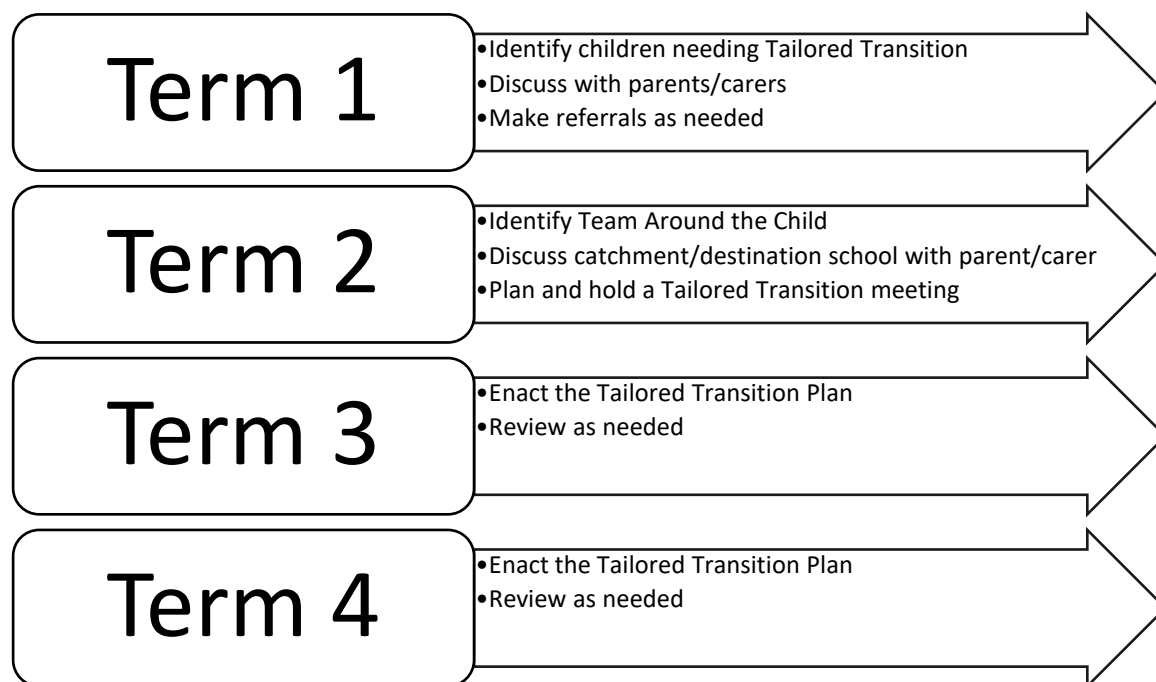 Term 1
•Identify children needing Tailored Transition
•Discuss with parents/carers
•Make referrals as needed
Term 2
•Identify Team Around the Child
•Discuss catchment/destination school with parent/carer
•Plan and hold a Tailored Transition meeting
Term 3
•Enact the Tailored Transition Plan
•Review as needed
Term 4
•Enact the Tailored Transition Plan
•Review as needed